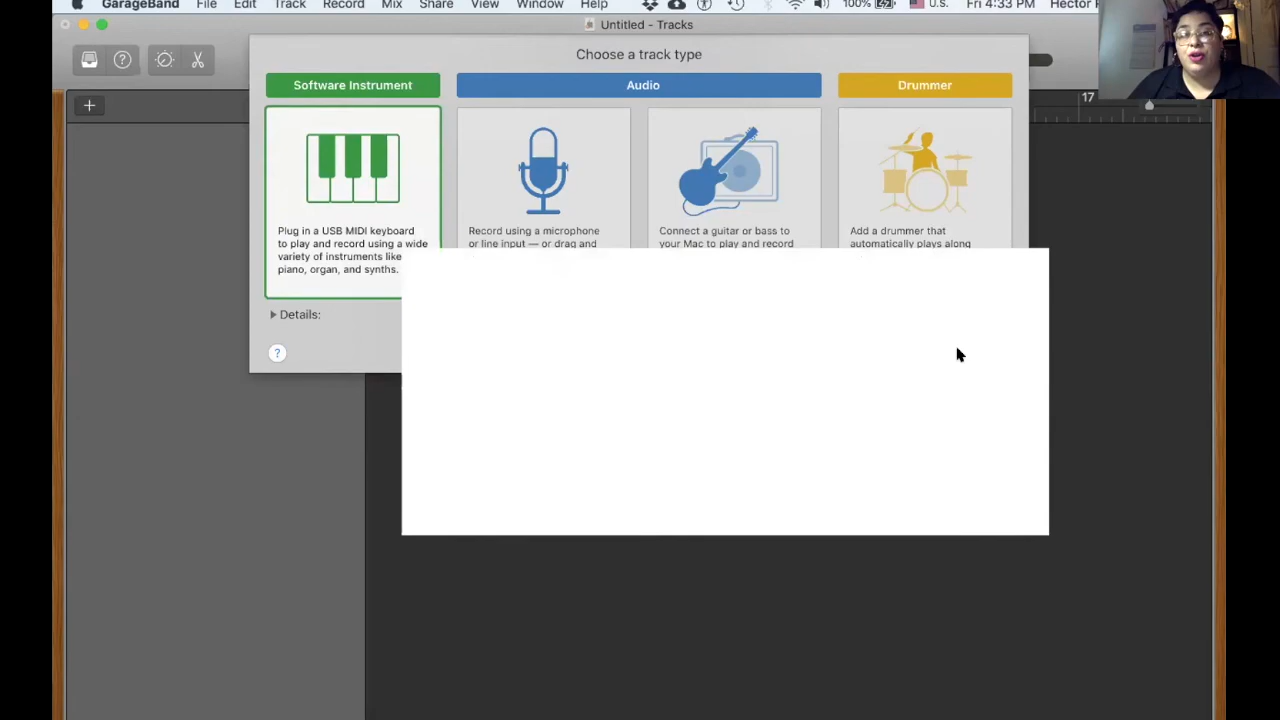 GarageBand File Edit Track Record Mix Share View Window Help 100% U.S. Fri 4:33 PM Hector
Untitled - Tracks
Choose a track type
Software Instrument Audio Drummer
17
Plug in a USB MIDI keyboard
to play and record using a wide
variety of instruments like
piano, organ, and synths.
Record using a microphone
or line input — or drag and
Connect a guitar or bass to
your Mac to play and record
Add a drummer that
automatically plays along
Details:
?